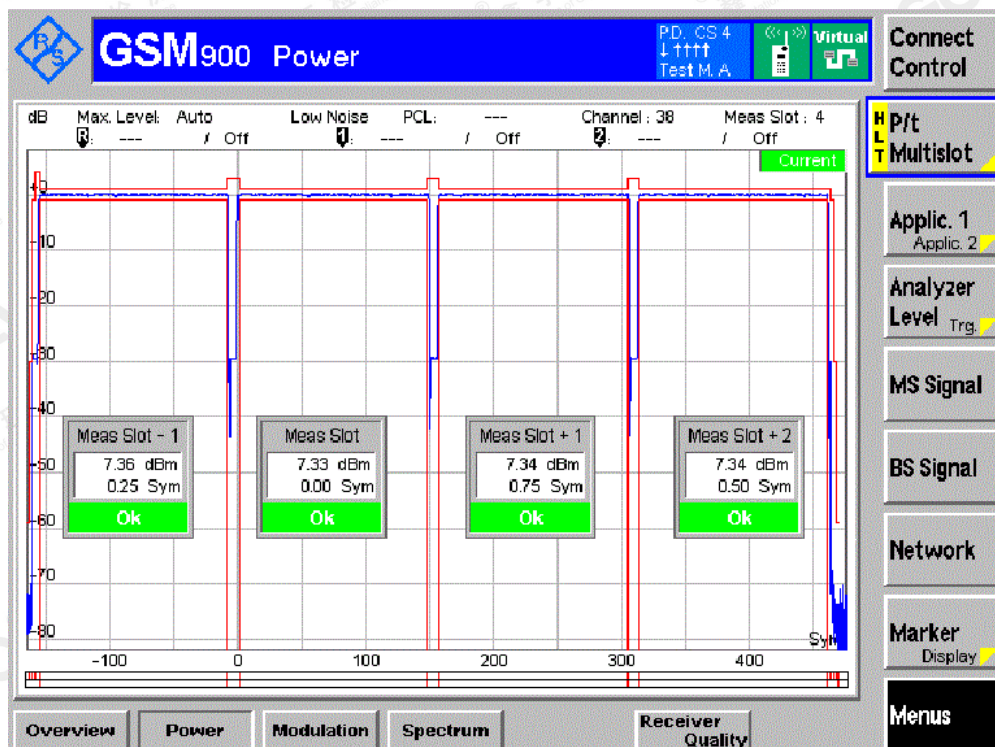 R/S
GSM900 Power
P.D. CS 4
↓↑↑↑↑
Test M. A
Virtual
Connect Control
dB Max. Level: Auto Low Noise PCL: --- Channel : 38 Meas Slot : 4
R: --- / Off 1: --- / Off 2: --- / Off
Current
HLT
P/t Multislot
Applic. 1
Applic. 2
Analyzer Level
Trg.
MS Signal
BS Signal
Network
Marker
Display
Menus
+0
-10
-20
-30
-40
-50
-60
-70
-80
Meas Slot - 1
7.36 dBm
0.25 Sym
Ok
Meas Slot
7.33 dBm
0.00 Sym
Ok
Meas Slot + 1
7.34 dBm
0.75 Sym
Ok
Meas Slot + 2
7.34 dBm
0.50 Sym
Ok
Sym
-100 0 100 200 300 400
Overview Power Modulation Spectrum Receiver Quality